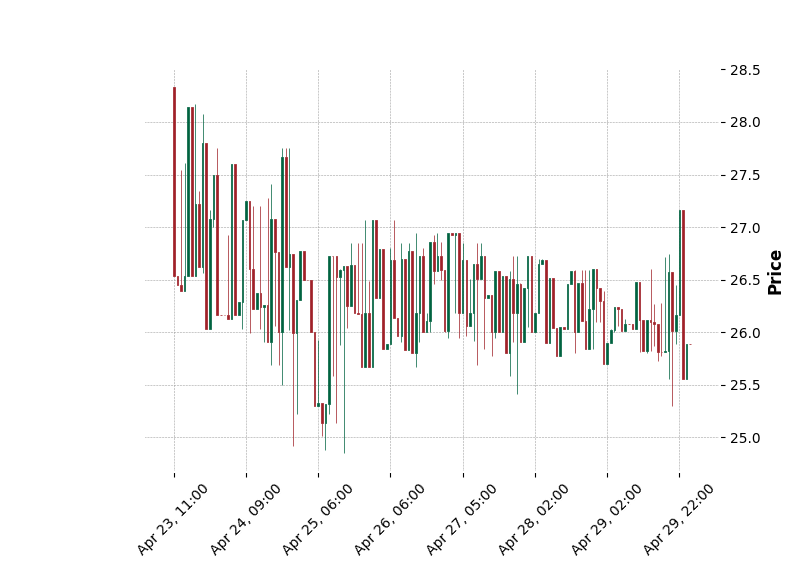 28.5
28.0
27.5
27.0
26.5
26.0
25.5
25.0
Price
Apr 23, 11:00
Apr 24, 09:00
Apr 25, 06:00
Apr 26, 06:00
Apr 27, 05:00
Apr 28, 02:00
Apr 29, 02:00
Apr 29, 22:00